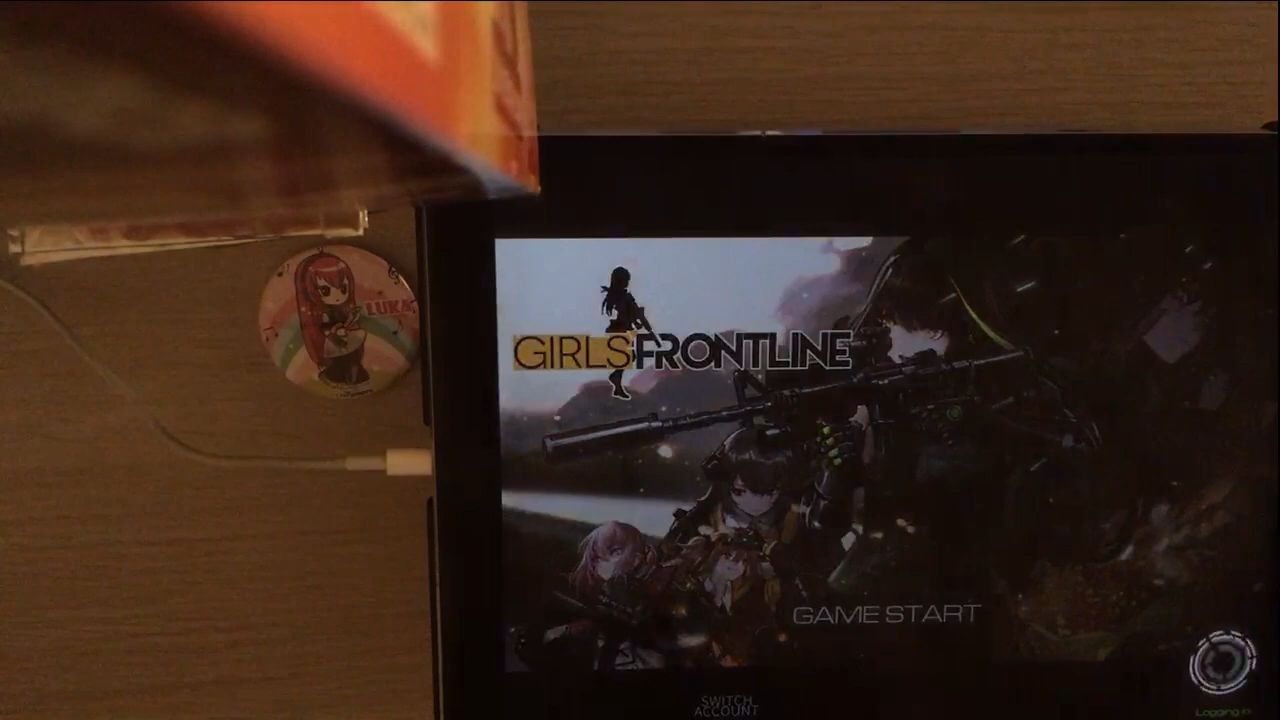 LUKA
GIRLS FRONTLINE
GAME START
SWITCH
ACCOUNT
Logging in